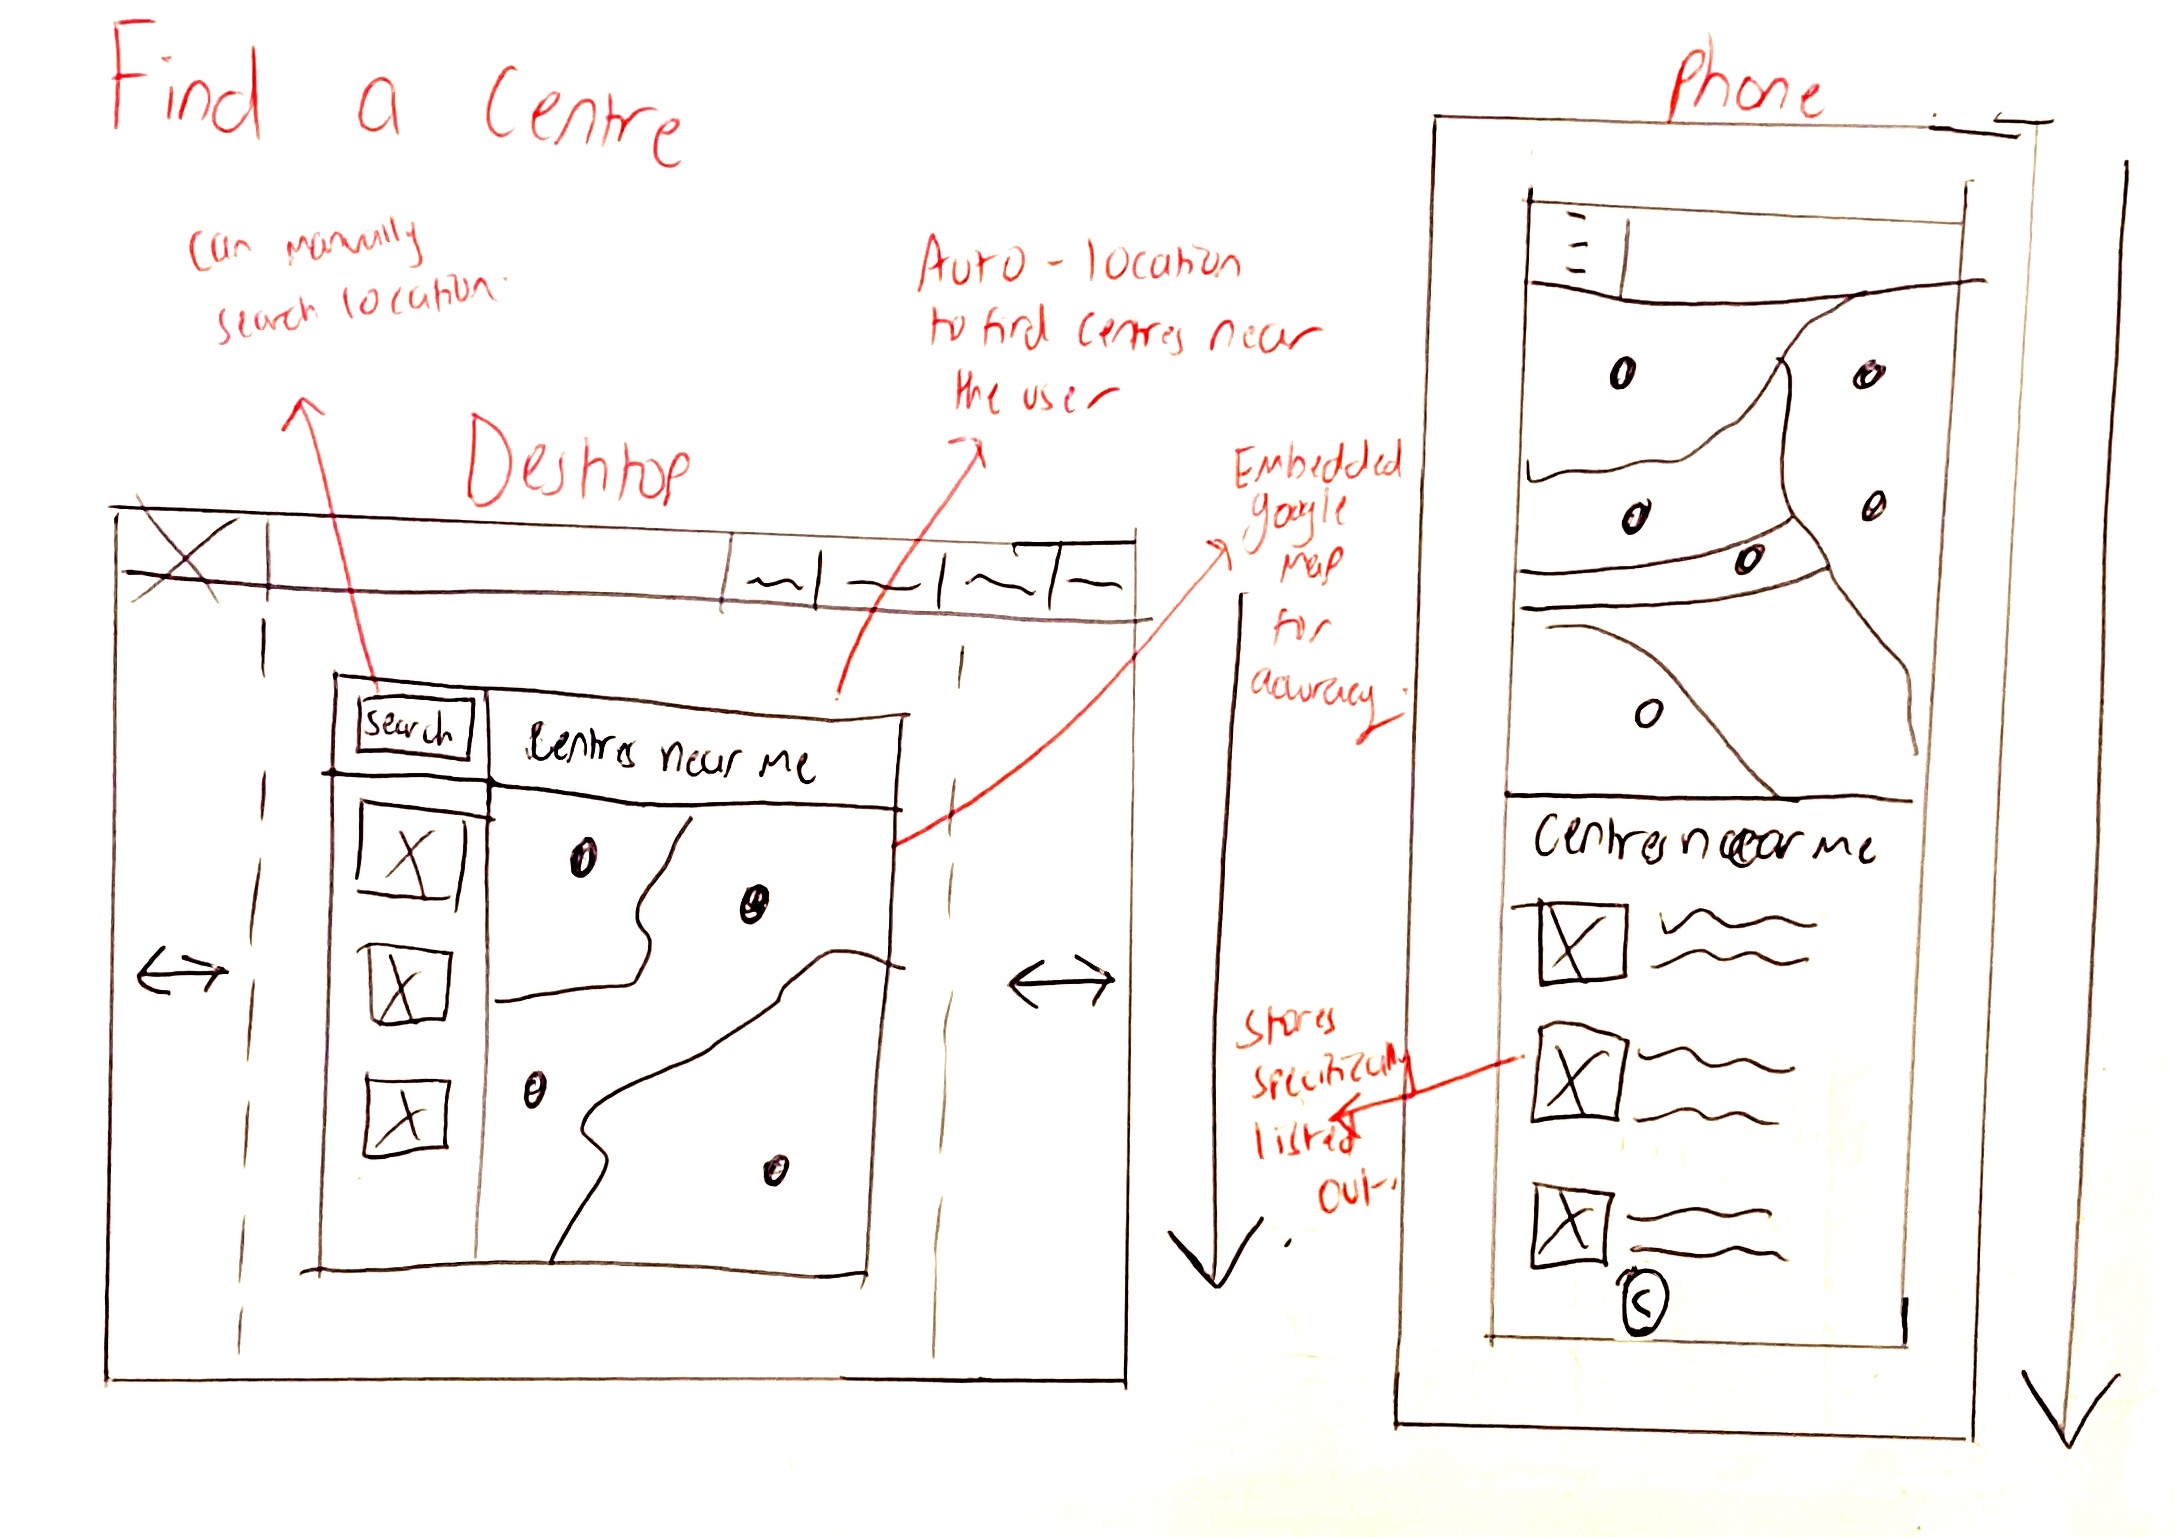 Find a Centre
Phone
Can manually
search location.
Auto - location
to find centres near
the user
Desktop
Embedded
google
map
for
accuracy.
search
Centres near me
Centres near me
Stores
specifically
listed
out.